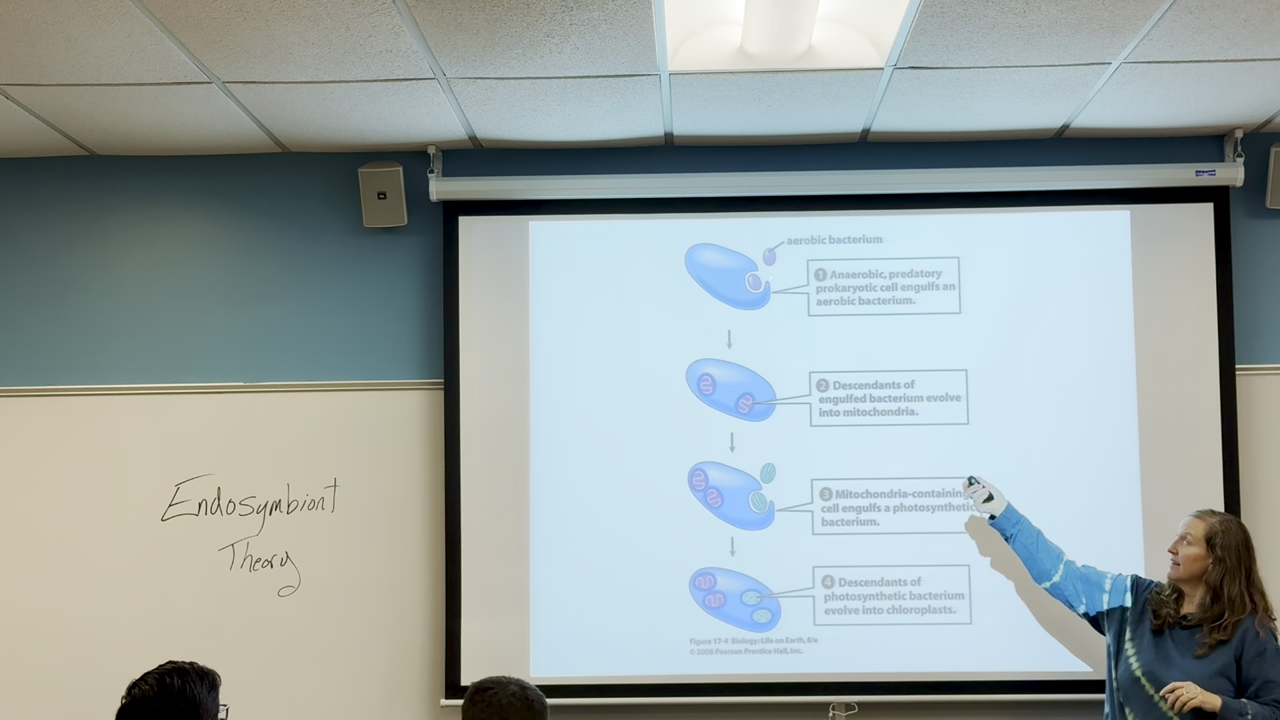 Endosymbiont
Theory
aerobic bacterium
1 Anaerobic, predatory
prokaryotic cell engulfs an
aerobic bacterium.
2 Descendants of
engulfed bacterium evolve
into mitochondria.
3 Mitochondria-containing
cell engulfs a photosynthetic
bacterium.
4 Descendants of
photosynthetic bacterium
evolve into chloroplasts.
Figure 17-4 Biology: Life on Earth, 8/e
© 2008 Pearson Prentice Hall, Inc.